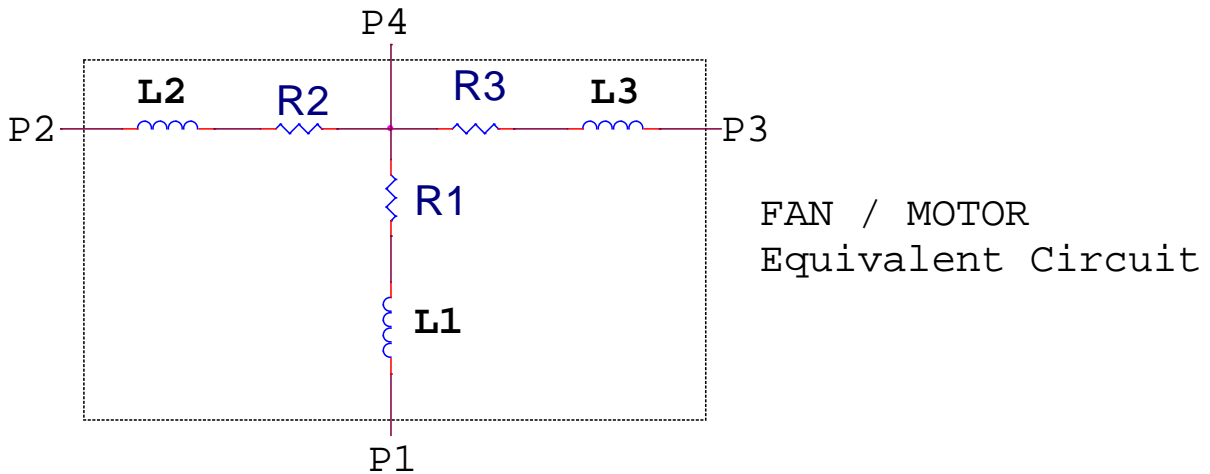 P4
L2
R2
R3
L3
P2
P3
R1
FAN / MOTOR
Equivalent Circuit
L1
P1